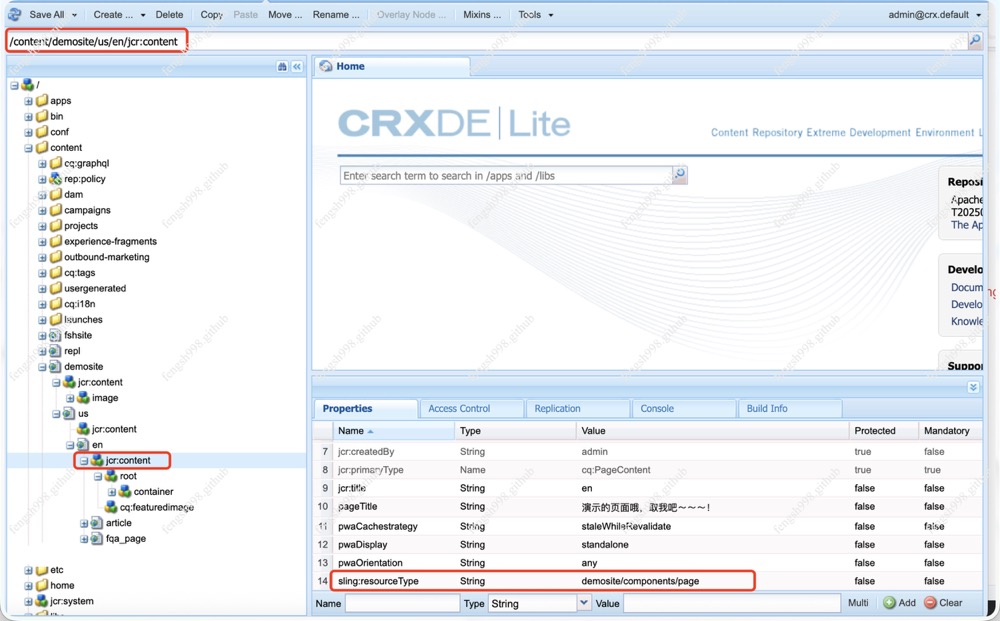 Save All Create ... Delete Copy Paste Move ... Rename ... Overlay Node ... Mixins ... Tools admin@crx.default
/content/demosite/us/en/jcr:content
Home
/
apps
bin
conf
content
cq:graphql
rep:policy
dam
campaigns
projects
experience-fragments
outbound-marketing
cq:tags
usergenerated
cq:i18n
launches
fshsite
repl
demosite
jcr:content
image
us
jcr:content
en
jcr:content
root
container
cq:featuredimage
article
fqa_page
etc
home
jcr:system
CRXDE Lite
Content Repository Extreme Development Environment L
Enter search term to search in /apps and /libs
Reposi
Apache
T2025
The Ap
Develo
Docum
Develo
Knowle
Suppo
Properties Access Control Replication Console Build Info
Name Type Value Protected Mandatory
7 jcr:createdBy String admin true false
8 jcr:primaryType Name cq:PageContent true true
9 jcr:title String en false false
10 pageTitle String 演示的页面哦,取我吧~~~! false false
11 pwaCachestrategy String staleWhileRevalidate false false
12 pwaDisplay String standalone false false
13 pwaOrientation String any false false
14 sling:resourceType String demosite/components/page false false
Name Type String Value Multi Add Clear
fengsh998.github